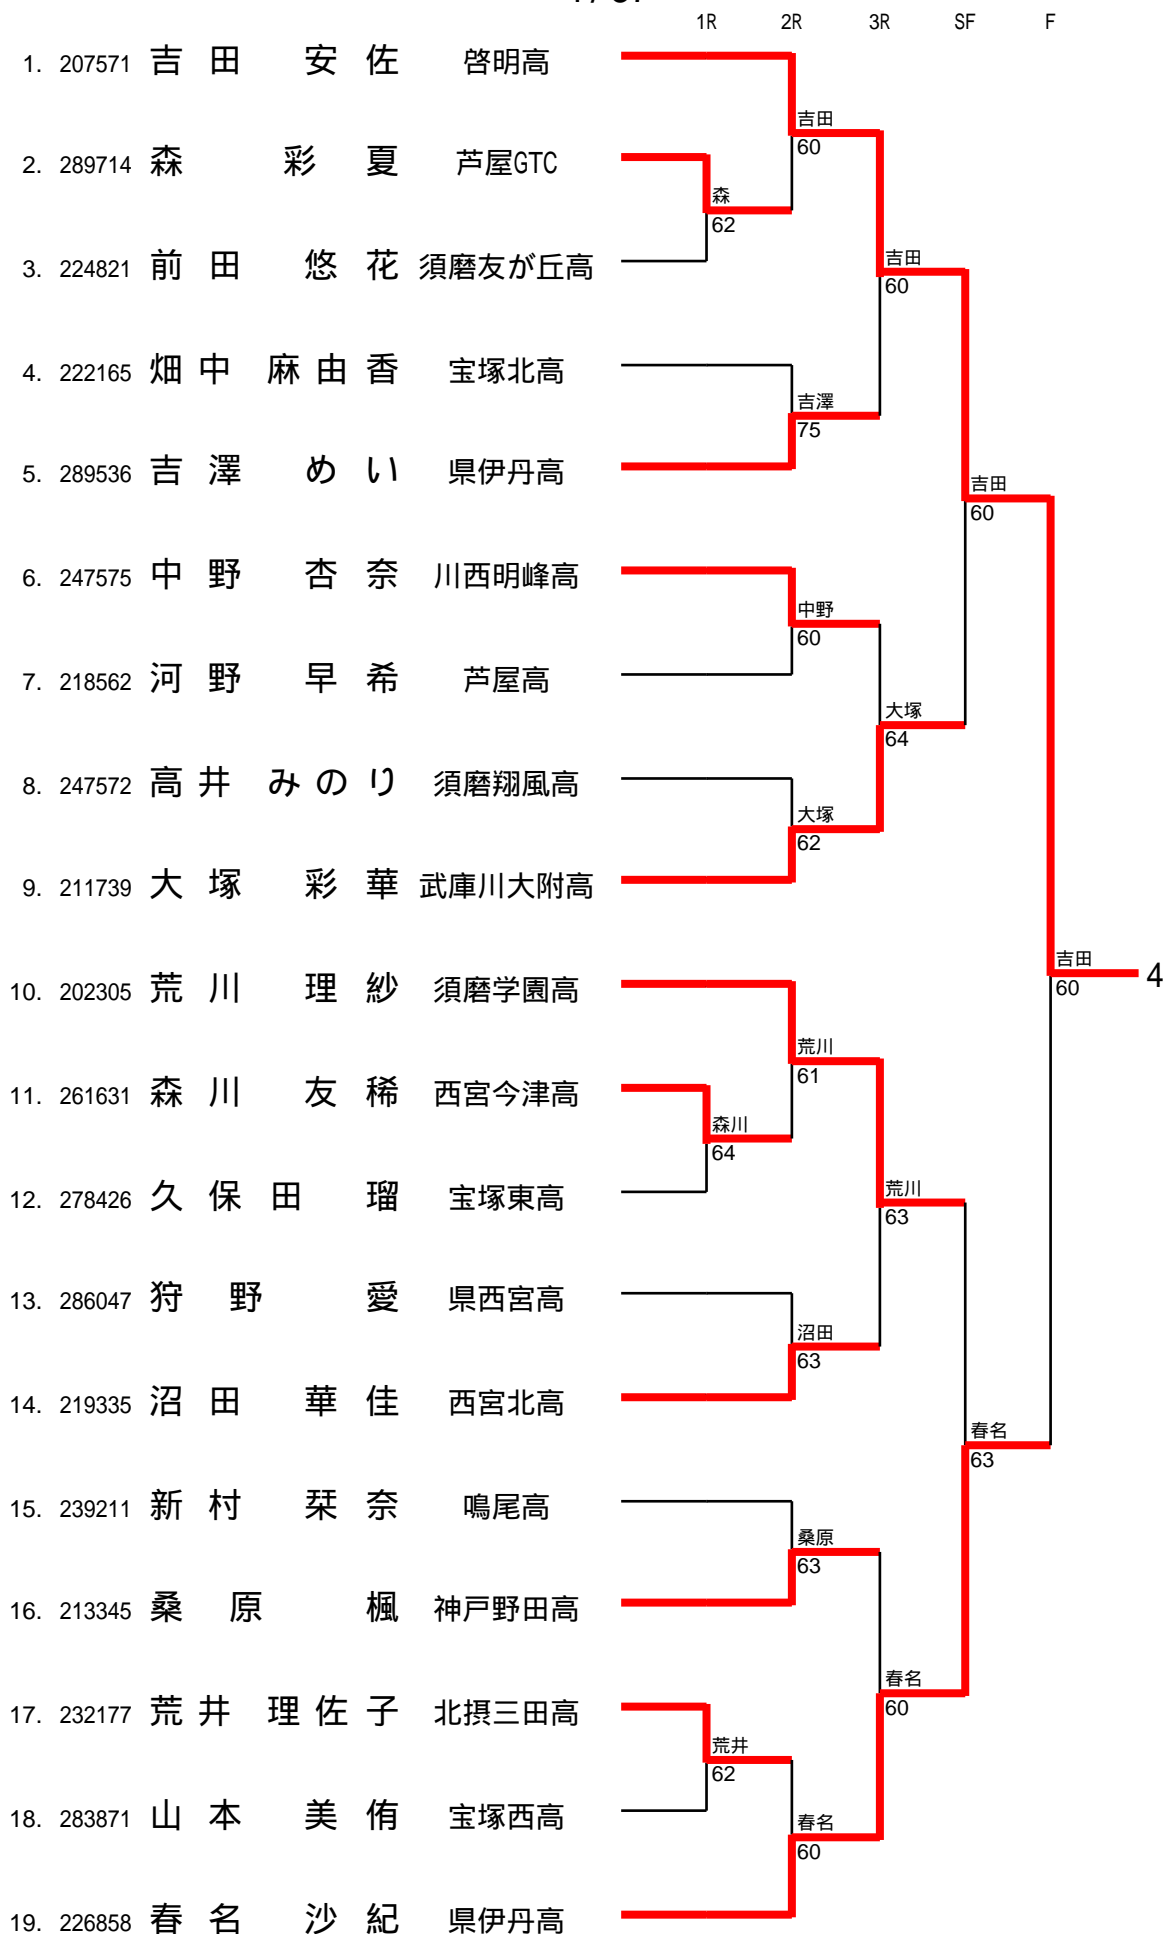 1R 2R 3R SF F
1. 207571 吉田 安佐 啓明高
吉田
60
2. 289714 森 彩夏 芦屋GTC
森
62
3. 224821 前田 悠花 須磨友が丘高
吉田
60
4. 222165 畑中 麻由香 宝塚北高
吉澤
75
5. 289536 吉澤 めい 県伊丹高
吉田
60
6. 247575 中野 杏奈 川西明峰高
中野
60
7. 218562 河野 早希 芦屋高
大塚
64
8. 247572 高井 みのり 須磨翔風高
大塚
62
9. 211739 大塚 彩華 武庫川大附高
吉田
60
4
10. 202305 荒川 理紗 須磨学園高
荒川
61
11. 261631 森川 友稀 西宮今津高
森川
64
12. 278426 久保田 瑠 宝塚東高
荒川
63
13. 286047 狩野 愛 県西宮高
沼田
63
14. 219335 沼田 華佳 西宮北高
春名
63
15. 239211 新村 栞奈 鳴尾高
桑原
63
16. 213345 桑原 楓 神戸野田高
春名
60
17. 232177 荒井 理佐子 北摂三田高
荒井
62
18. 283871 山本 美侑 宝塚西高
春名
60
19. 226858 春名 沙紀 県伊丹高